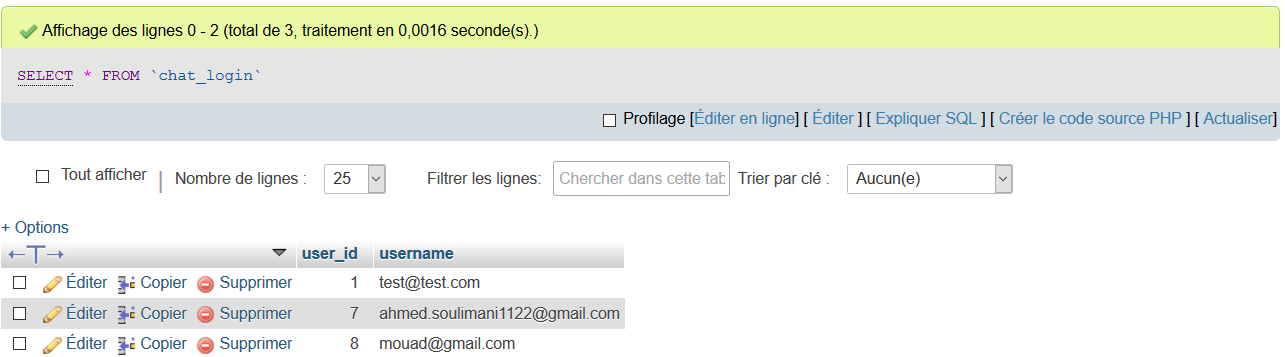 Affichage des lignes 0 - 2 (total de 3, traitement en 0,0016 seconde(s).)
SELECT * FROM `chat_login`
Profilage [Éditer en ligne] [ Éditer ] [ Expliquer SQL ] [ Créer le code source PHP ] [ Actualiser]
Tout afficher | Nombre de lignes : 25 Filtrer les lignes: Chercher dans cette tab Trier par clé : Aucun(e)
+ Options
←T→ user_id username
Éditer Copier Supprimer 1 test@test.com
Éditer Copier Supprimer 7 ahmed.soulimani1122@gmail.com
Éditer Copier Supprimer 8 mouad@gmail.com